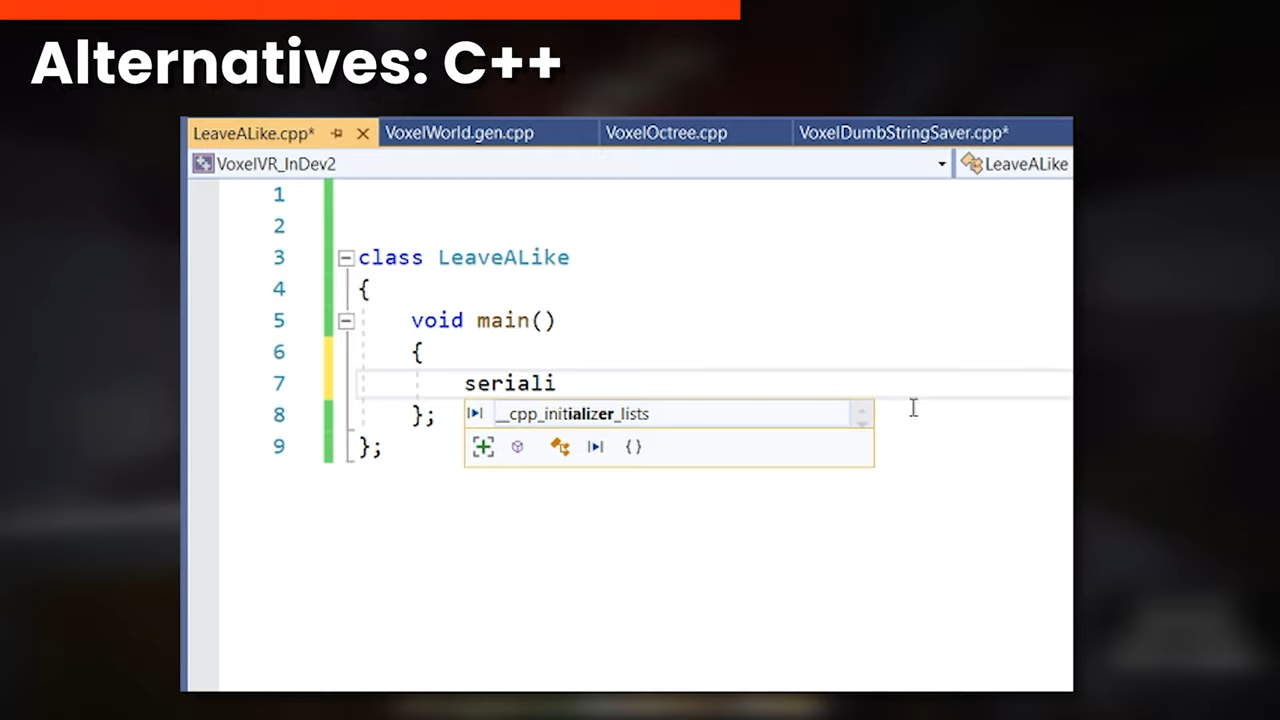 Alternatives: C++
LeaveALike.cpp* VoxelWorld.gen.cpp VoxelOctree.cpp VoxelDumbStringSaver.cpp*
VoxelVR_InDev2 LeaveALike
1
2
3 class LeaveALike
4 {
5 void main()
6 {
7 seriali
8 };
__cpp_initializer_lists
9 };
{}